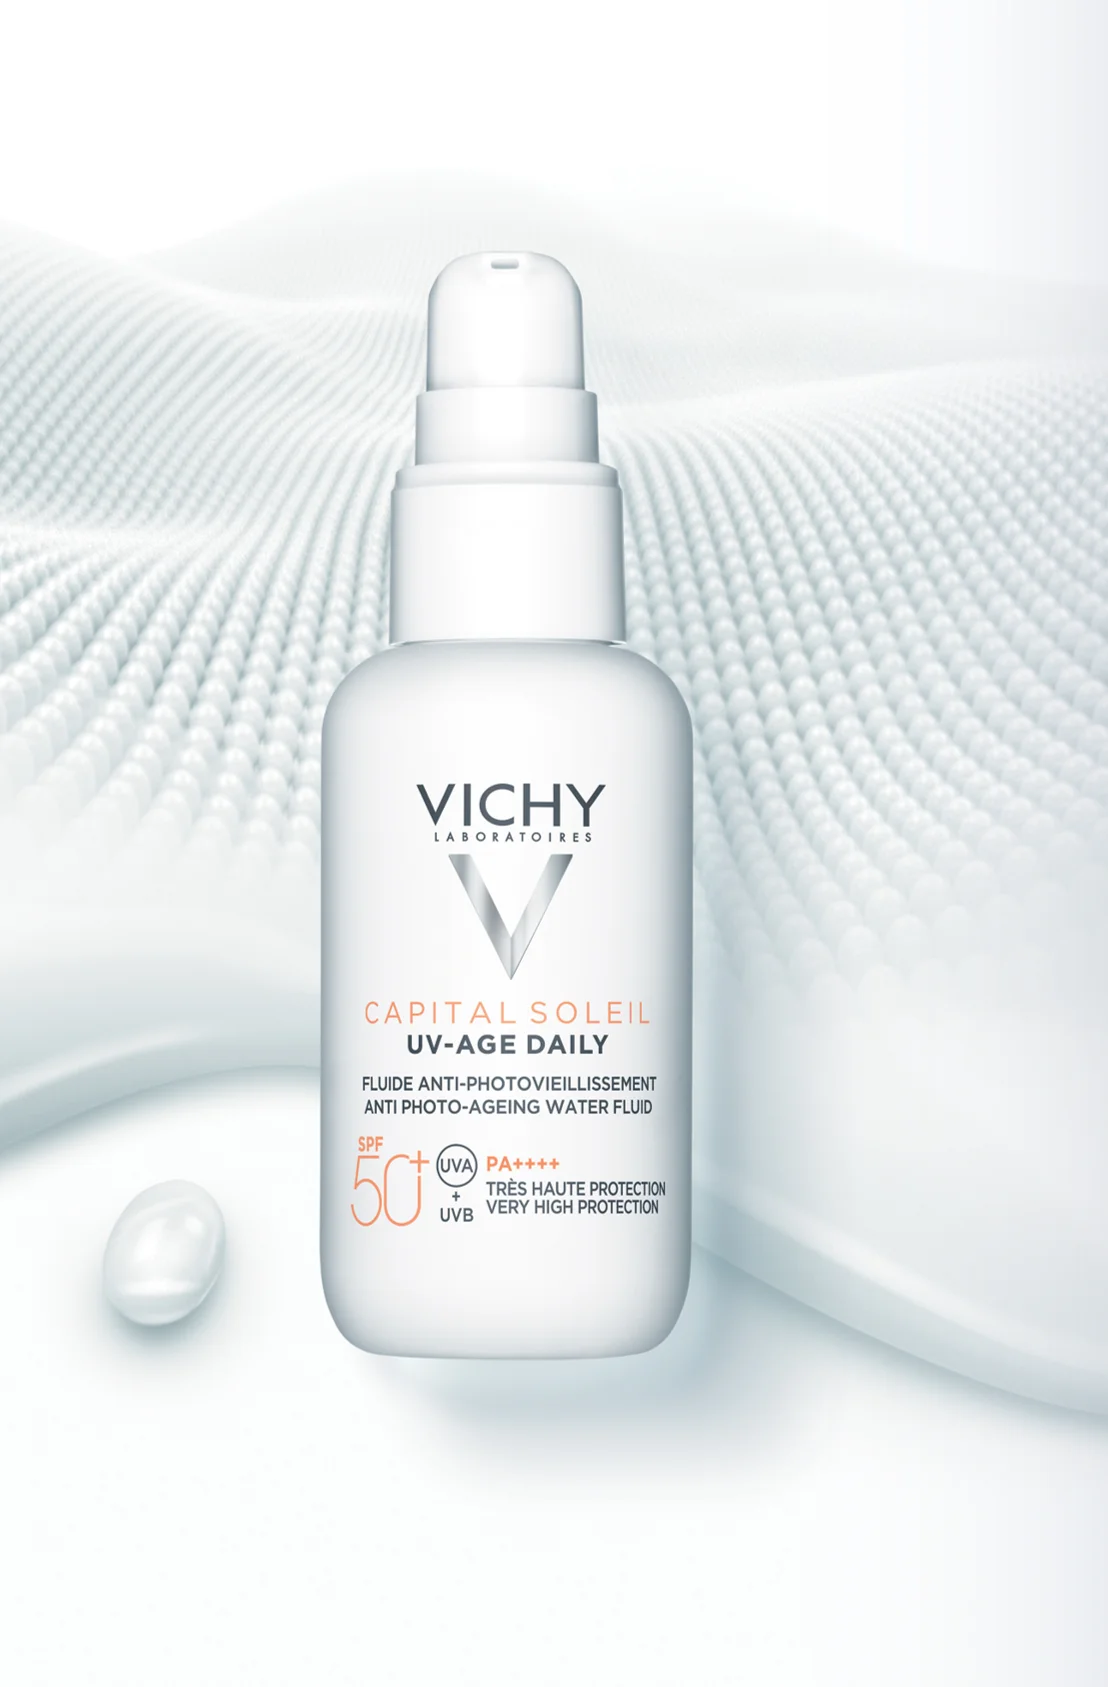 VICHY
LABORATOIRES
CAPITAL SOLEIL
UV-AGE DAILY
FLUIDE ANTI-PHOTOVIEILLISSEMENT
ANTI PHOTO-AGEING WATER FLUID
SPF
50+
UVA
+
UVB
PA++++
TRÈS HAUTE PROTECTION
VERY HIGH PROTECTION